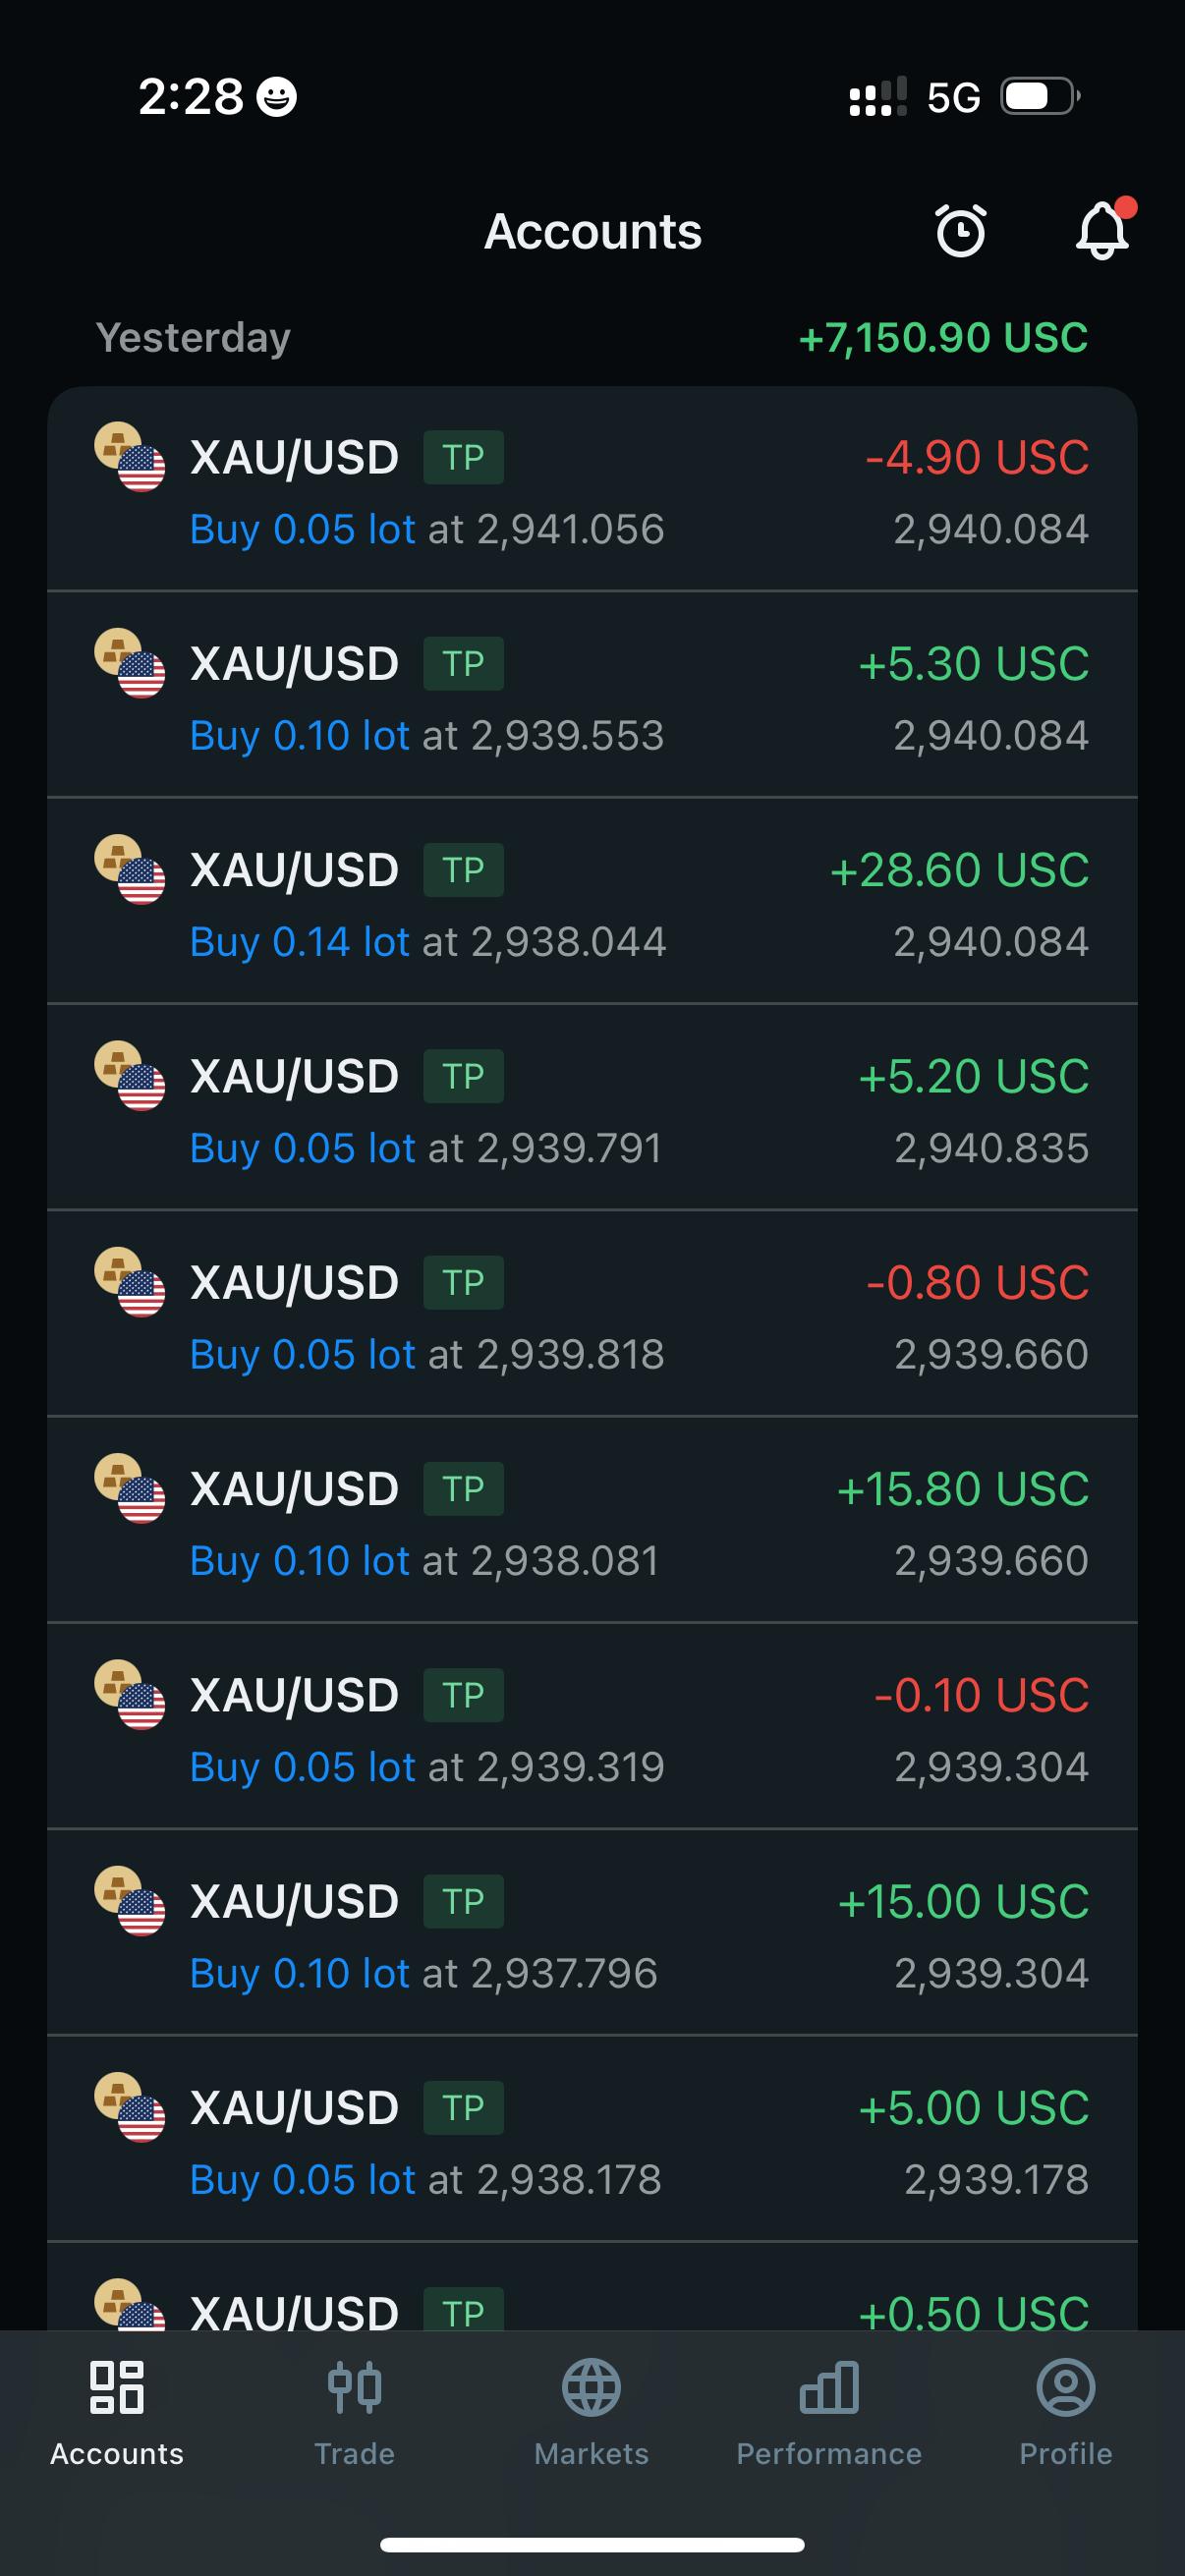 2:28
5G
Accounts
Yesterday +7,150.90 USC
XAU/USD TP -4.90 USC
Buy 0.05 lot at 2,941.056 2,940.084
XAU/USD TP +5.30 USC
Buy 0.10 lot at 2,939.553 2,940.084
XAU/USD TP +28.60 USC
Buy 0.14 lot at 2,938.044 2,940.084
XAU/USD TP +5.20 USC
Buy 0.05 lot at 2,939.791 2,940.835
XAU/USD TP -0.80 USC
Buy 0.05 lot at 2,939.818 2,939.660
XAU/USD TP +15.80 USC
Buy 0.10 lot at 2,938.081 2,939.660
XAU/USD TP -0.10 USC
Buy 0.05 lot at 2,939.319 2,939.304
XAU/USD TP +15.00 USC
Buy 0.10 lot at 2,937.796 2,939.304
XAU/USD TP +5.00 USC
Buy 0.05 lot at 2,938.178 2,939.178
XAU/USD TP +0.50 USC
Accounts Trade Markets Performance Profile